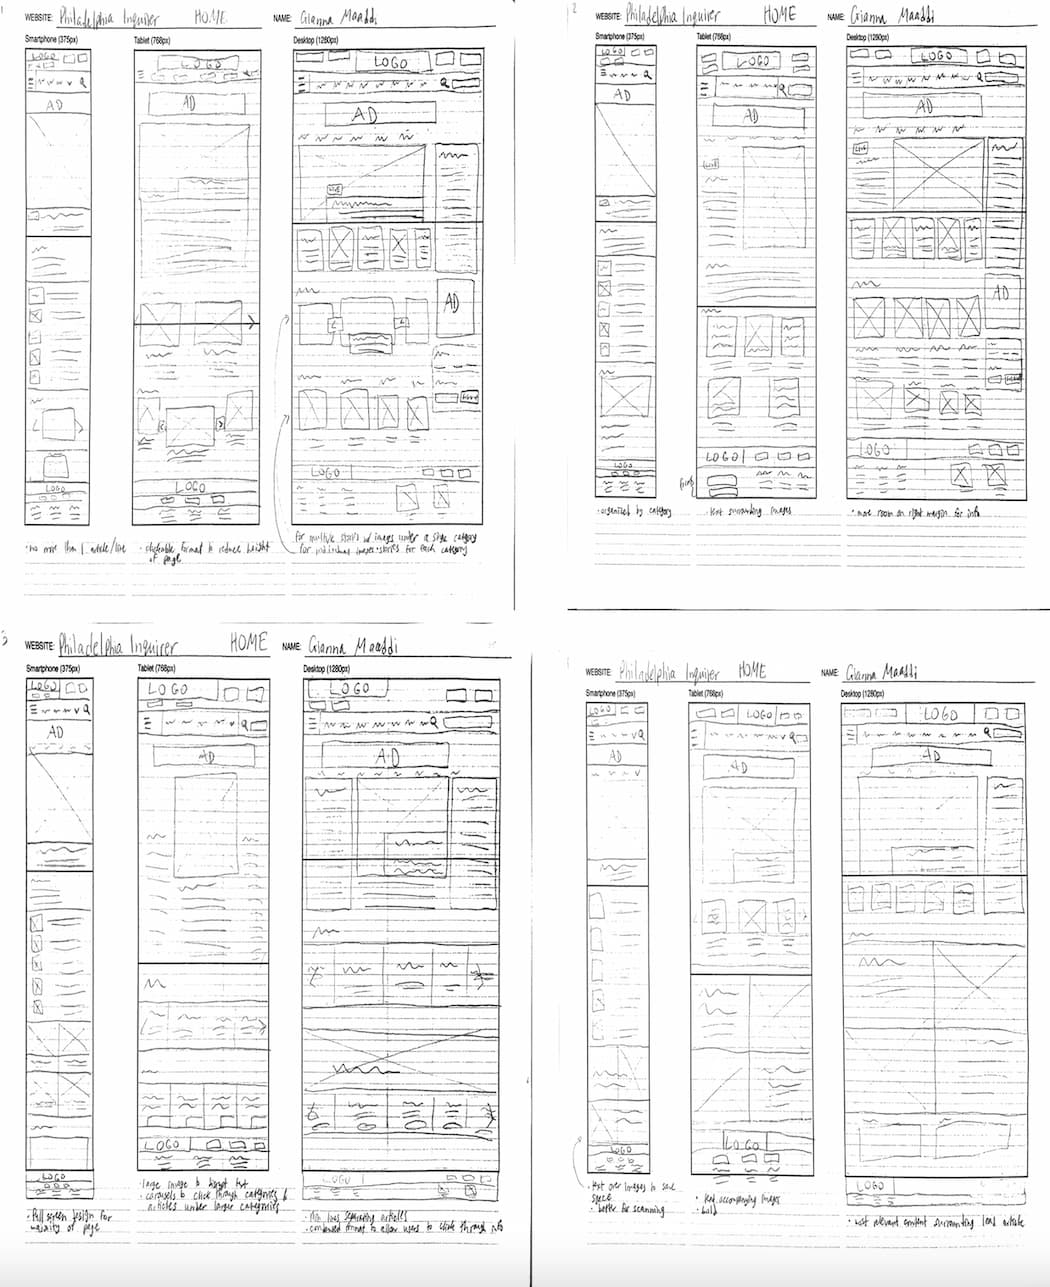 1
WEBSITE: Philadelphia Inquirer HOME NAME: Gianna Maaddi
Smartphone (375px) Tablet (768px) Desktop (1280px)
LOGO LOGO LOGO
AD AD AD
LIVE
AD
LOGO
LOGO LOGO
• no more than 1 article/line
• clickable format to reduce height
of page
for multiple stories w/ images under a single category
for individual images + stories for each category
2
WEBSITE: Philadelphia Inquirer HOME NAME: Gianna Maaddi
Smartphone (375px) Tablet (768px) Desktop (1280px)
LOGO LOGO LOGO
AD AD AD
LIVE LIVE
AD
LOGO LOGO
LOGO
• organized by category
• text surrounding images
• more room on right margin for info
3
WEBSITE: Philadelphia Inquirer HOME NAME: Gianna Maaddi
Smartphone (375px) Tablet (768px) Desktop (1280px)
LOGO LOGO LOGO
AD AD AD
LOGO
LOGO LOGO
• full screen design for
majority of page
• large image to
• carousels to click through categories &
articles under larger categories
separating articles
• condensed format to allow users to click through info
WEBSITE: Philadelphia Inquirer HOME NAME: Gianna Maaddi
Smartphone (375px) Tablet (768px) Desktop (1280px)
LOGO LOGO LOGO
AD AD AD
LOGO
LOGO LOGO
• text over images to save
space
• better for scanning
• text accompanying images
• bold
• most relevant content surrounding lead article